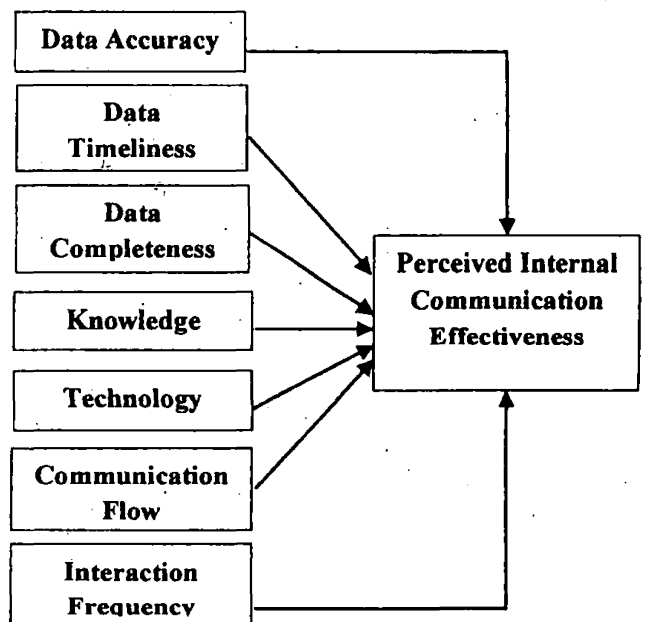 Data Accuracy
Data
Timeliness
Data
Completeness
Knowledge
Technology
Communication
Flow
Interaction
Frequency
Perceived Internal
Communication
Effectiveness